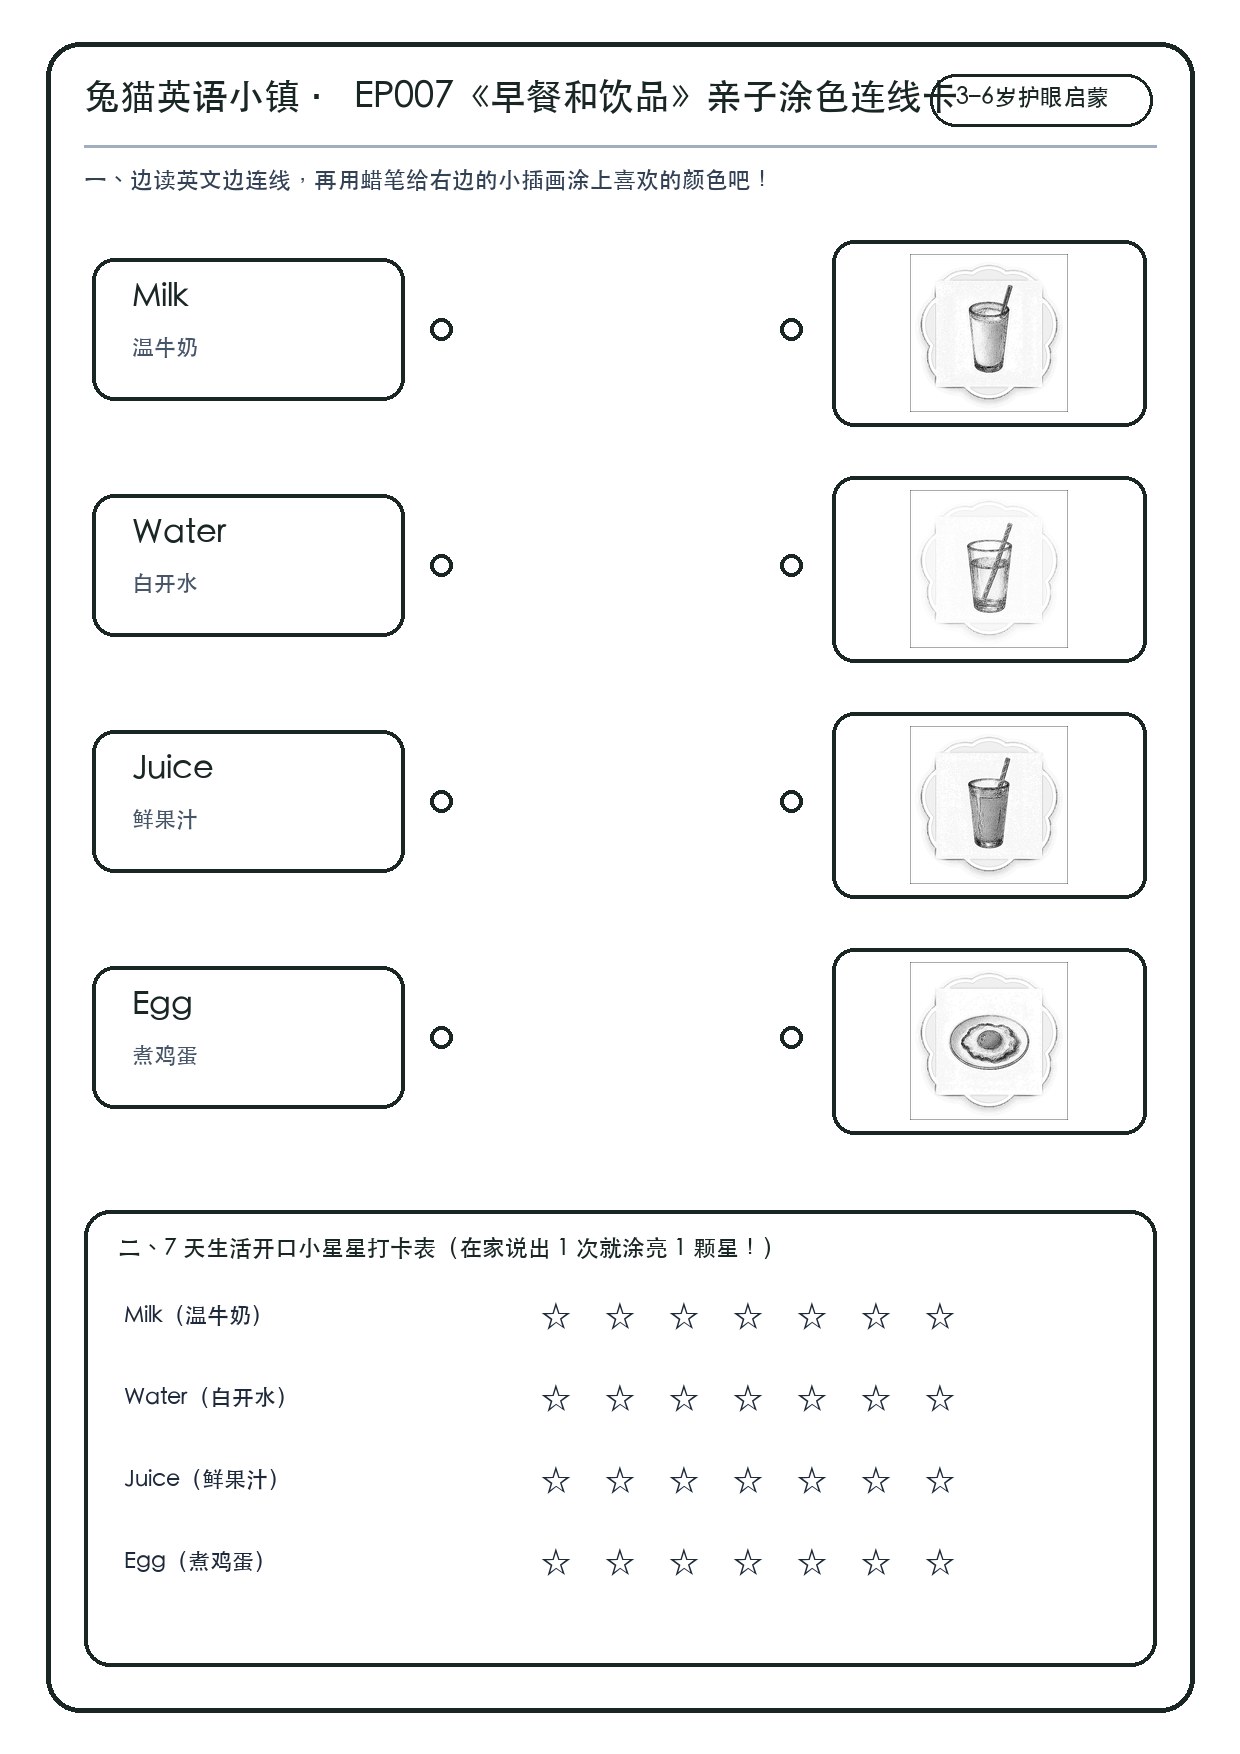 兔猫英语小镇· EP007《早餐和饮品》亲子涂色连线卡
3-6岁护眼启蒙
一、边读英文边连线，再用蜡笔给右边的小插画涂上喜欢的颜色吧！
Milk
温牛奶
Water
白开水
Juice
鲜果汁
Egg
煮鸡蛋
二、7 天生活开口小星星打卡表（在家说出 1 次就涂亮 1 颗星！）
Milk（温牛奶） ☆ ☆ ☆ ☆ ☆ ☆ ☆
Water（白开水） ☆ ☆ ☆ ☆ ☆ ☆ ☆
Juice（鲜果汁） ☆ ☆ ☆ ☆ ☆ ☆ ☆
Egg（煮鸡蛋） ☆ ☆ ☆ ☆ ☆ ☆ ☆